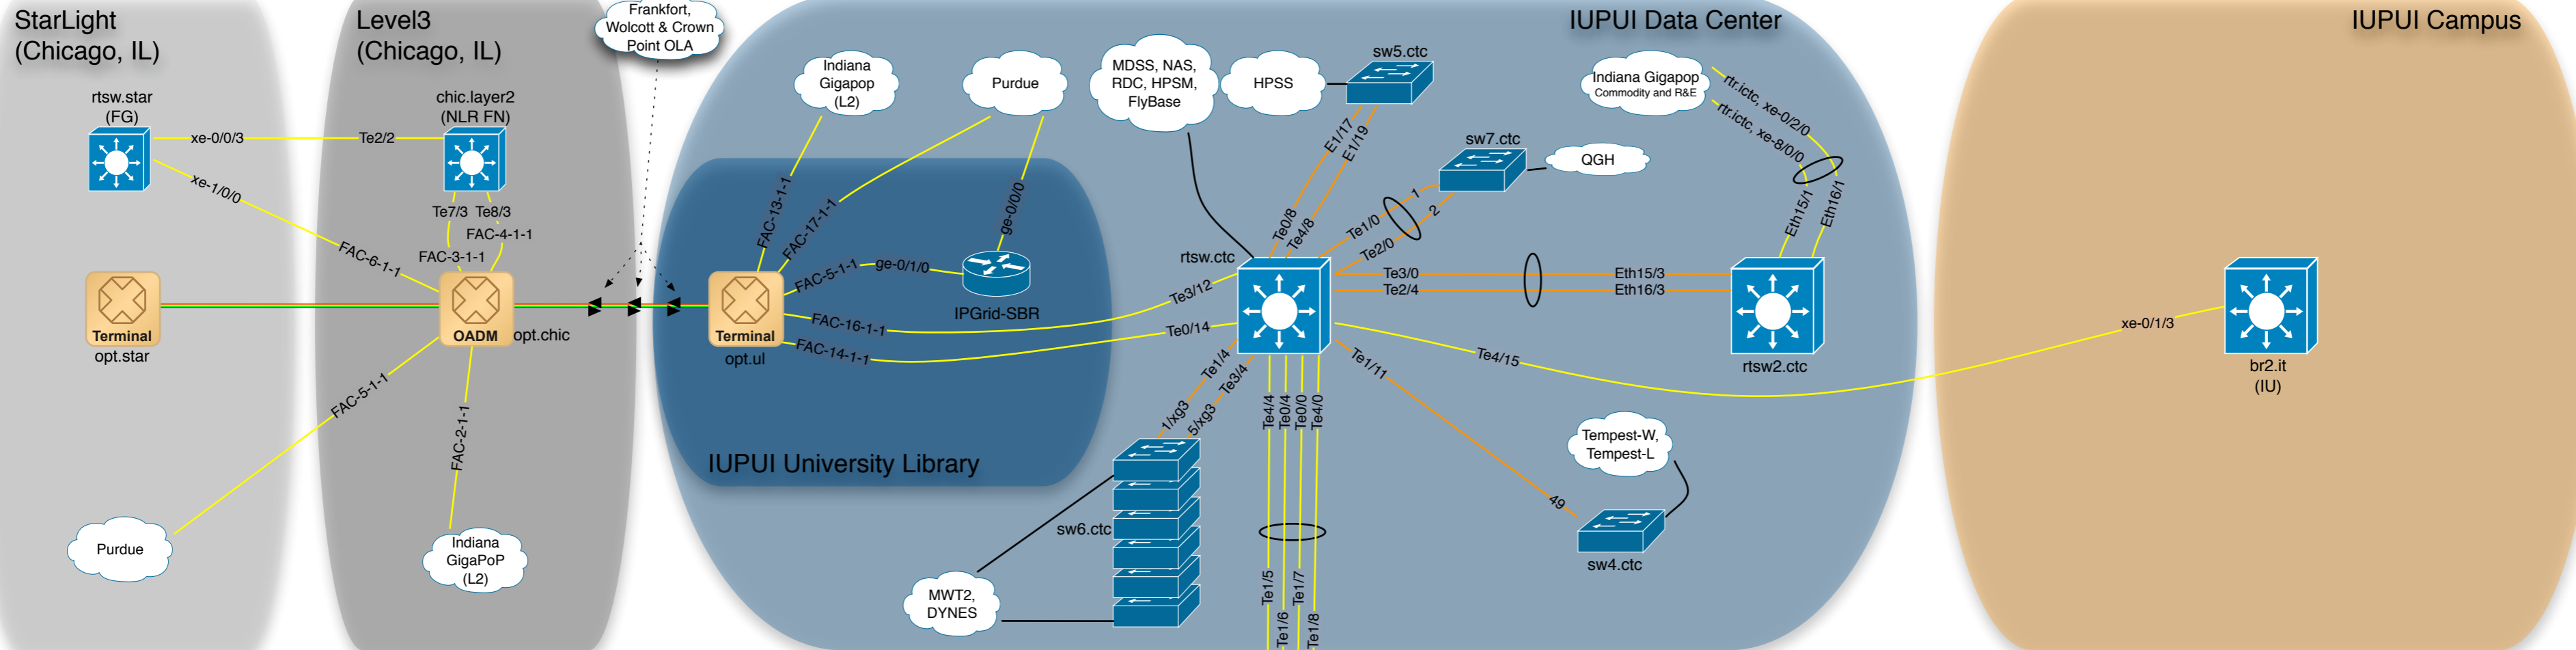 StarLight
(Chicago, IL)
rtsw.star
(FG)
xe-0/0/3
xe-1/0/0
Terminal
opt.star
Purdue
Level3
(Chicago, IL)
chic.layer2
(NLR FN)
Te2/2
Te7/3
Te8/3
FAC-4-1-1
FAC-3-1-1
FAC-6-1-1
OADM
opt.chic
FAC-5-1-1
FAC-2-1-1
Indiana
GigaPoP
(L2)
Frankfort,
Wolcott & Crown
Point OLA
IUPUI Data Center
Indiana
Gigapop
(L2)
Purdue
MDSS, NAS,
RDC, HPSM,
FlyBase
HPSS
sw5.ctc
E1/17
E1/19
Te0/8
Te4/8
sw7.ctc
QGH
1
2
Te1/0
Te2/0
Indiana Gigapop
Commodity and R&E
rtr.ictc, xe-0/2/0
rtr.ictc, xe-8/0/0
Eth15/1
Eth16/1
FAC-13-1-1
FAC-17-1-1
ge-0/0/0
FAC-5-1-1
ge-0/1/0
IPGrid-SBR
Terminal
opt.ul
FAC-16-1-1
FAC-14-1-1
IUPUI University Library
rtsw.ctc
Te3/12
Te0/14
Te3/0
Te2/4
Eth15/3
Eth16/3
rtsw2.ctc
Te4/15
Te1/11
49
Te1/4
Te3/4
1/xg3
5/xg3
Te4/4
Te0/4
Te0/0
Te4/0
Tempest-W,
Tempest-L
sw4.ctc
sw6.ctc
MWT2,
DYNES
Te1/5
Te1/6
Te1/7
Te1/8
IUPUI Campus
xe-0/1/3
br2.it
(IU)